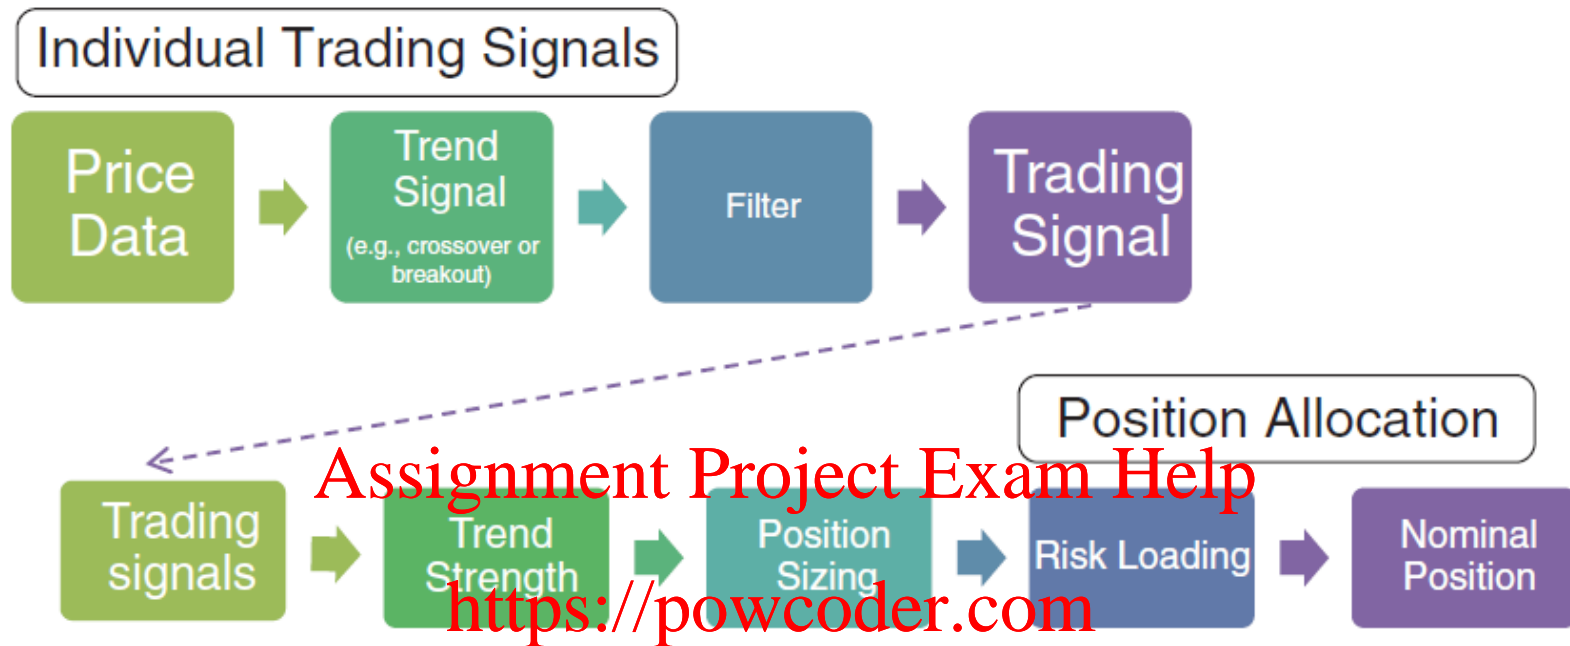 Individual Trading Signals
Price
Data
Trend
Signal
(e.g., crossover or
breakout)
Filter
Trading
Signal
Position Allocation
Assignment Project Exam Help
Trading
signals
Trend
Strength
Position
Sizing
Risk Loading
Nominal
Position
https://powcoder.com